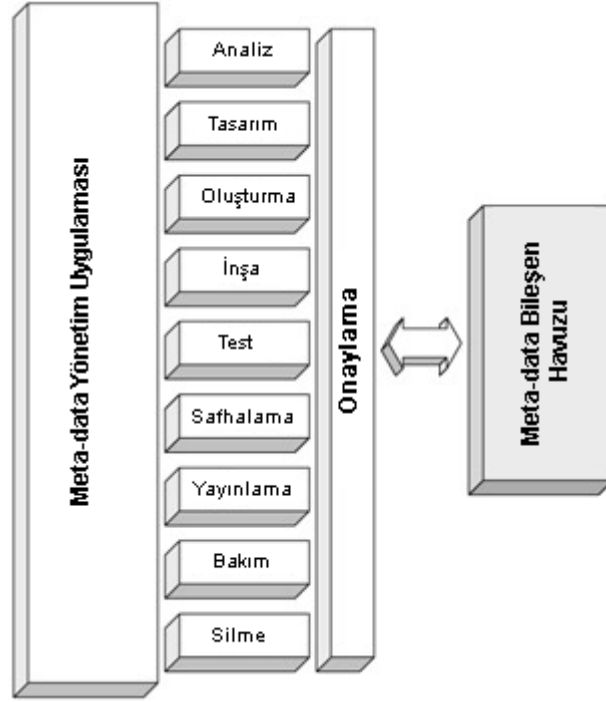 Meta-data Yönetim Uygulaması
Analiz
Tasarım
Oluşturma
İnşa
Test
Safhalama
Yayınlama
Bakım
Silme
Onaylama
Meta-data Bileşen
Havuzu